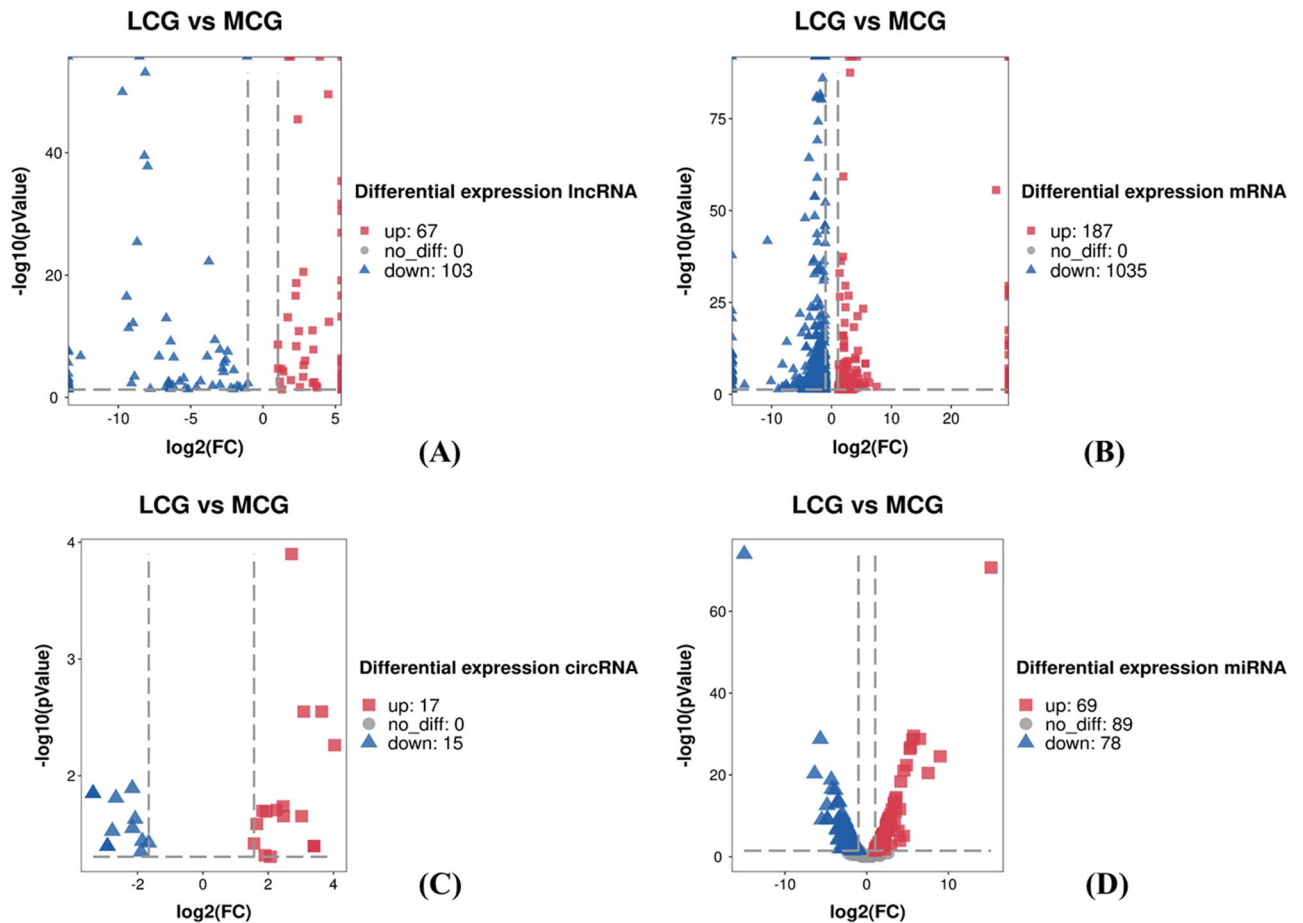 LCG vs MCG
-log10(pValue)
40
20
0
-10
-5
0
5
log2(FC)
Differential expression lncRNA
up: 67
no_diff: 0
down: 103
(A)
LCG vs MCG
-log10(pValue)
75
50
25
0
-10
0
10
20
log2(FC)
Differential expression mRNA
up: 187
no_diff: 0
down: 1035
(B)
LCG vs MCG
-log10(pValue)
4
3
2
-2
0
2
4
log2(FC)
Differential expression circRNA
up: 17
no_diff: 0
down: 15
(C)
LCG vs MCG
-log10(pValue)
60
40
20
0
-10
0
10
log2(FC)
Differential expression miRNA
up: 69
no_diff: 89
down: 78
(D)